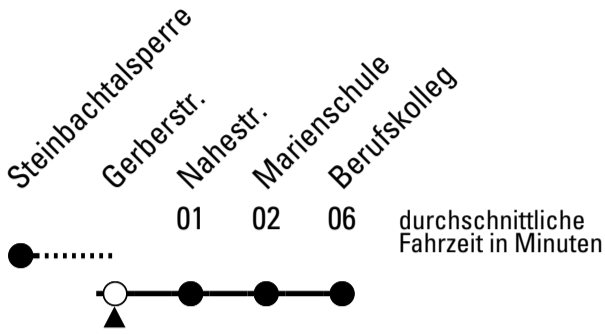 Steinbachtalsperre
Gerberstr.
Nahestr.
Marienschule
Berufskolleg
01 02 06
durchschnittliche
Fahrzeit in Minuten